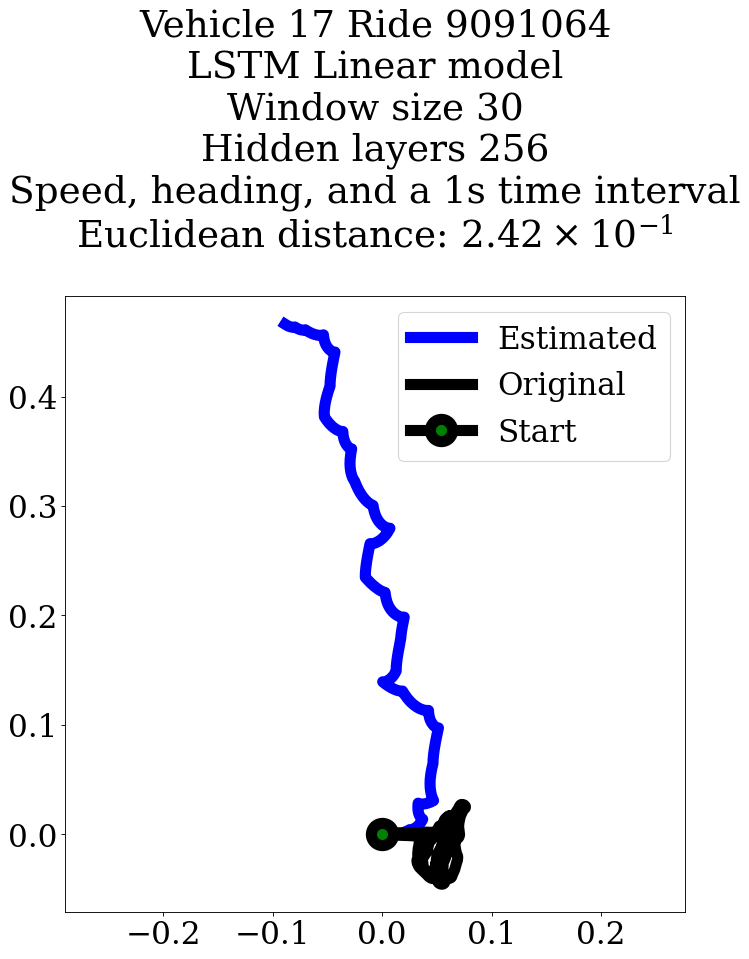 Vehicle 17 Ride 9091064
LSTM Linear model
Window size 30
Hidden layers 256
Speed, heading, and a 1s time interval
Euclidean distance: 2.42 × 10⁻¹
Estimated
Original
Start
0.4
0.3
0.2
0.1
0.0
−0.2 −0.1 0.0 0.1 0.2